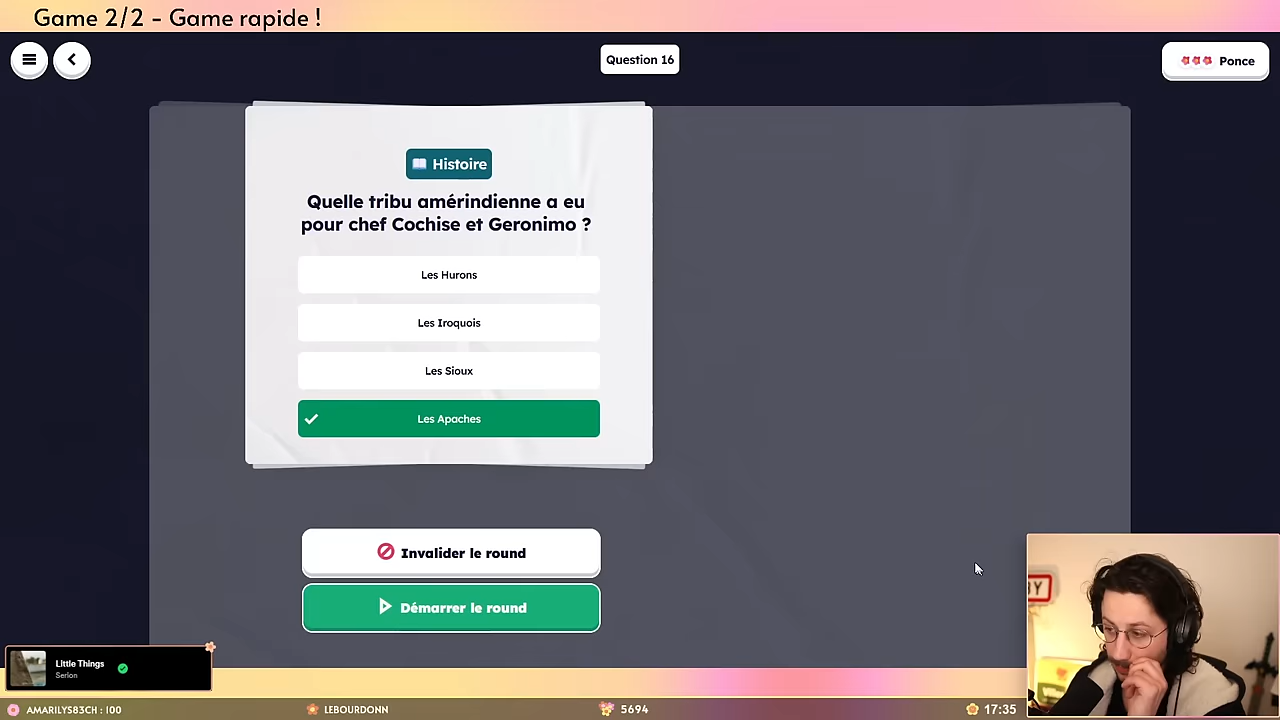 Game 2/2 - Game rapide !
Question 16
Ponce
Histoire
Quelle tribu amérindienne a eu
pour chef Cochise et Geronimo ?
Les Hurons
Les Iroquois
Les Sioux
Les Apaches
Invalider le round
Démarrer le round
Little Things
Serlon
AMARILYS83CH : 100
LEBOURDONN
5694
17:35